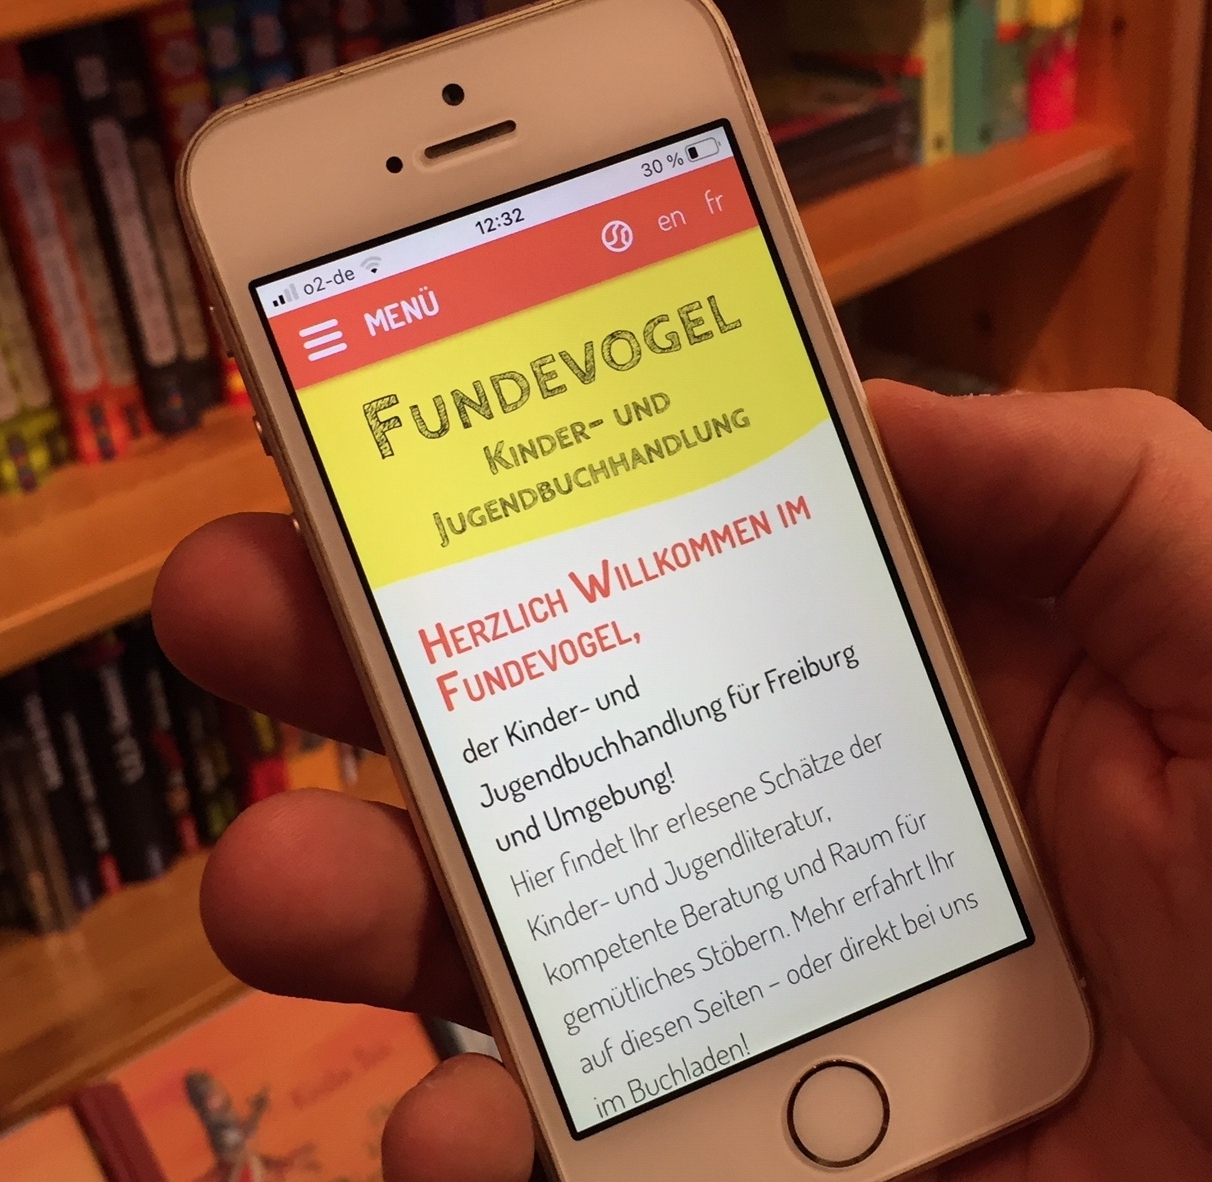 o2-de 12:32 30 %
MENÜ en fr
FUNDEVOGEL
KINDER- UND
JUGENDBUCHHANDLUNG
HERZLICH WILLKOMMEN IM
FUNDEVOGEL,
der Kinder- und
Jugendbuchhandlung für Freiburg
und Umgebung!
Hier findet Ihr erlesene Schätze der
Kinder- und Jugendliteratur,
kompetente Beratung und Raum für
gemütliches Stöbern. Mehr erfahrt Ihr
auf diesen Seiten – oder direkt bei uns
im Buchladen!